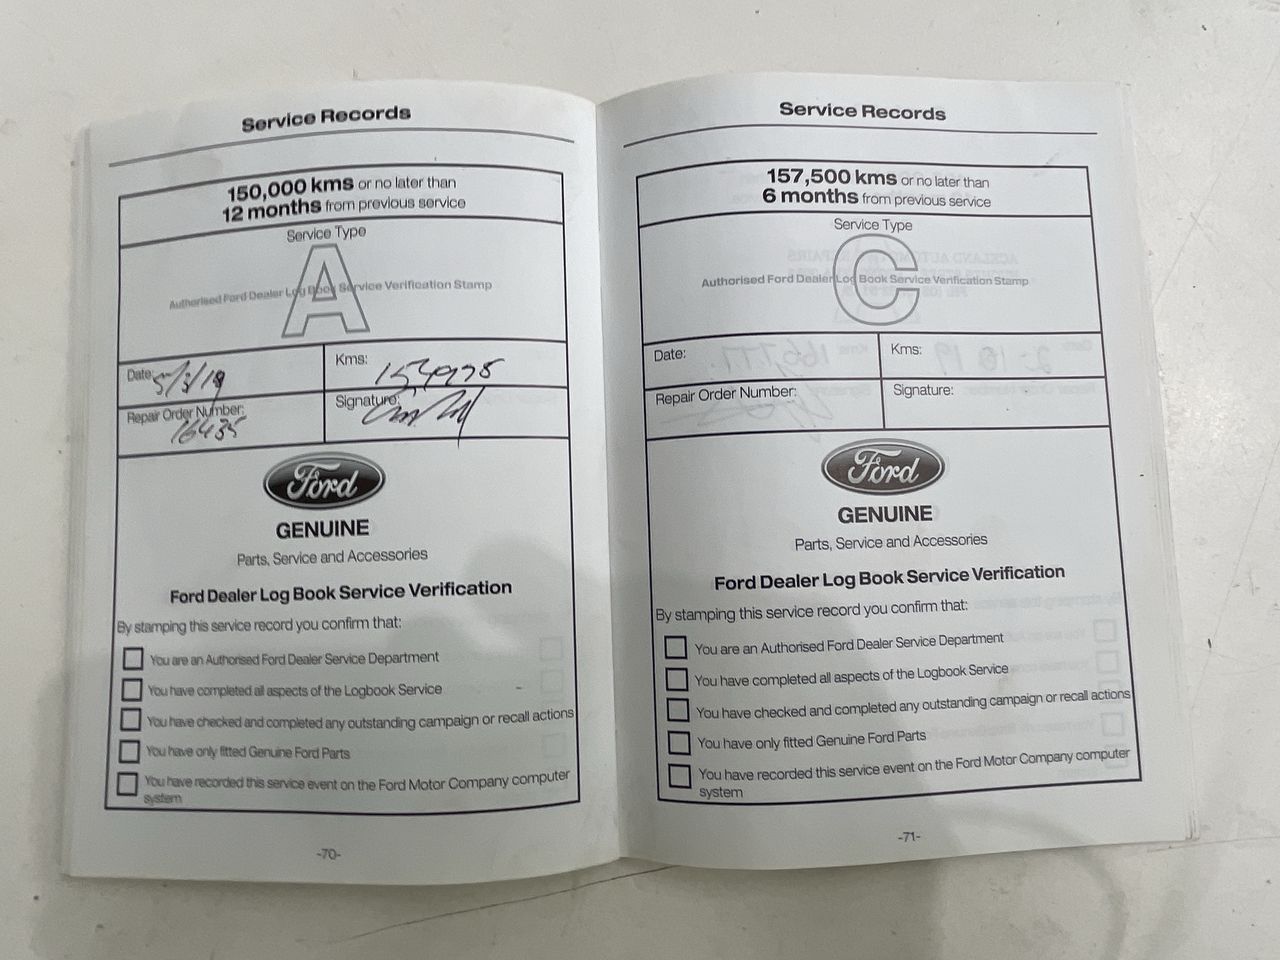 Service Records
150,000 kms or no later than
12 months from previous service
Service Type
A
Authorised Ford Dealer Log Book Service Verification Stamp
Date: 5/3/19
Kms:
Repair Order Number:
16435
Signature:
Ford
GENUINE
Parts, Service and Accessories
Ford Dealer Log Book Service Verification
By stamping this service record you confirm that:
You are an Authorised Ford Dealer Service Department
You have completed all aspects of the Logbook Service
You have checked and completed any outstanding campaign or recall actions
You have only fitted Genuine Ford Parts
You have recorded this service event on the Ford Motor Company computer
system
-70-
Service Records
157,500 kms or no later than
6 months from previous service
Service Type
C
Authorised Ford Dealer Log Book Service Verification Stamp
Date:
Kms:
Repair Order Number:
Signature:
Ford
GENUINE
Parts, Service and Accessories
Ford Dealer Log Book Service Verification
By stamping this service record you confirm that:
You are an Authorised Ford Dealer Service Department
You have completed all aspects of the Logbook Service
You have checked and completed any outstanding campaign or recall actions
You have only fitted Genuine Ford Parts
You have recorded this service event on the Ford Motor Company computer
system
-71-